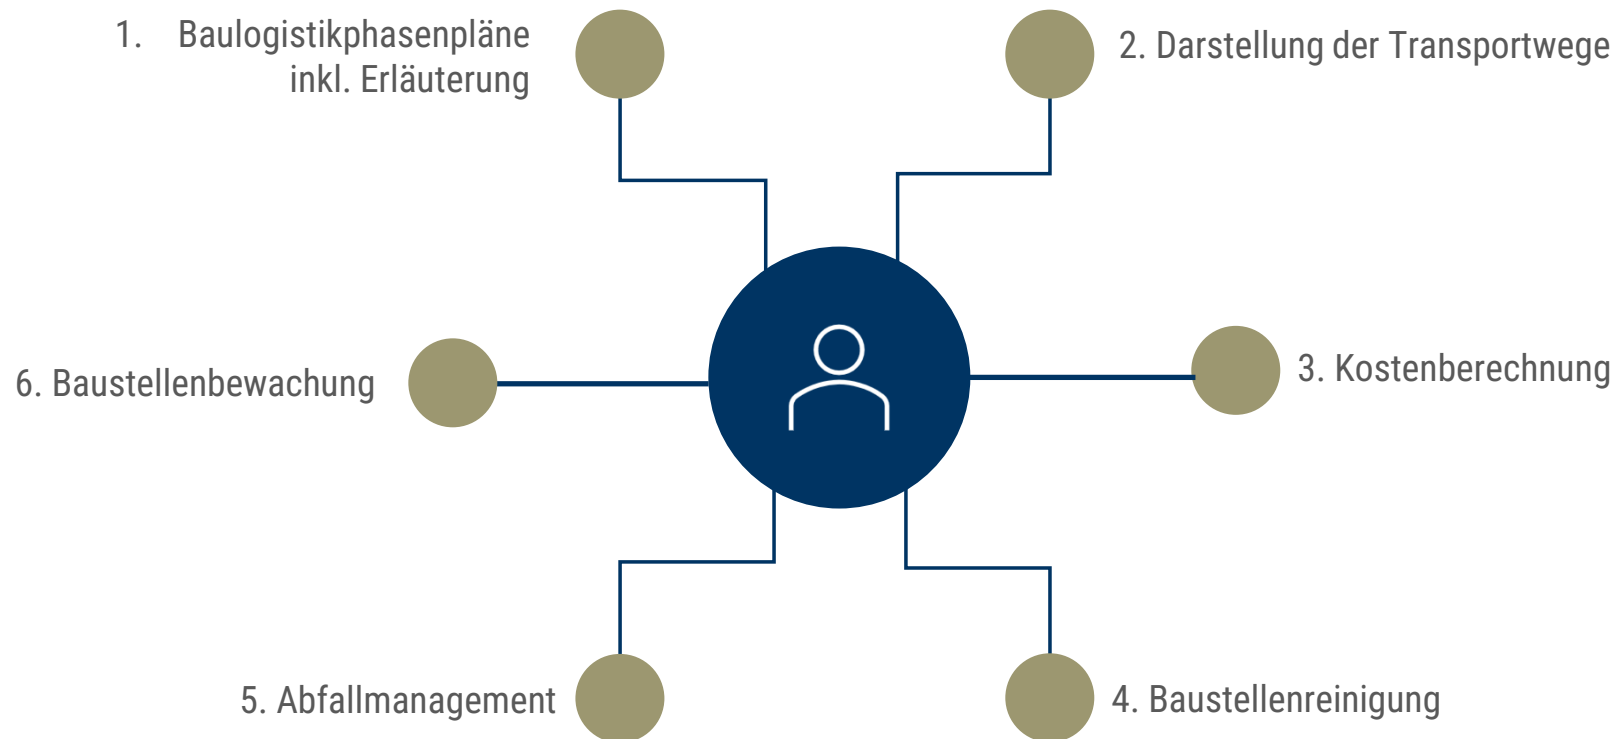 1. Baulogistikphasenpläne
inkl. Erläuterung
2. Darstellung der Transportwege
3. Kostenberechnung
4. Baustellenreinigung
5. Abfallmanagement
6. Baustellenbewachung